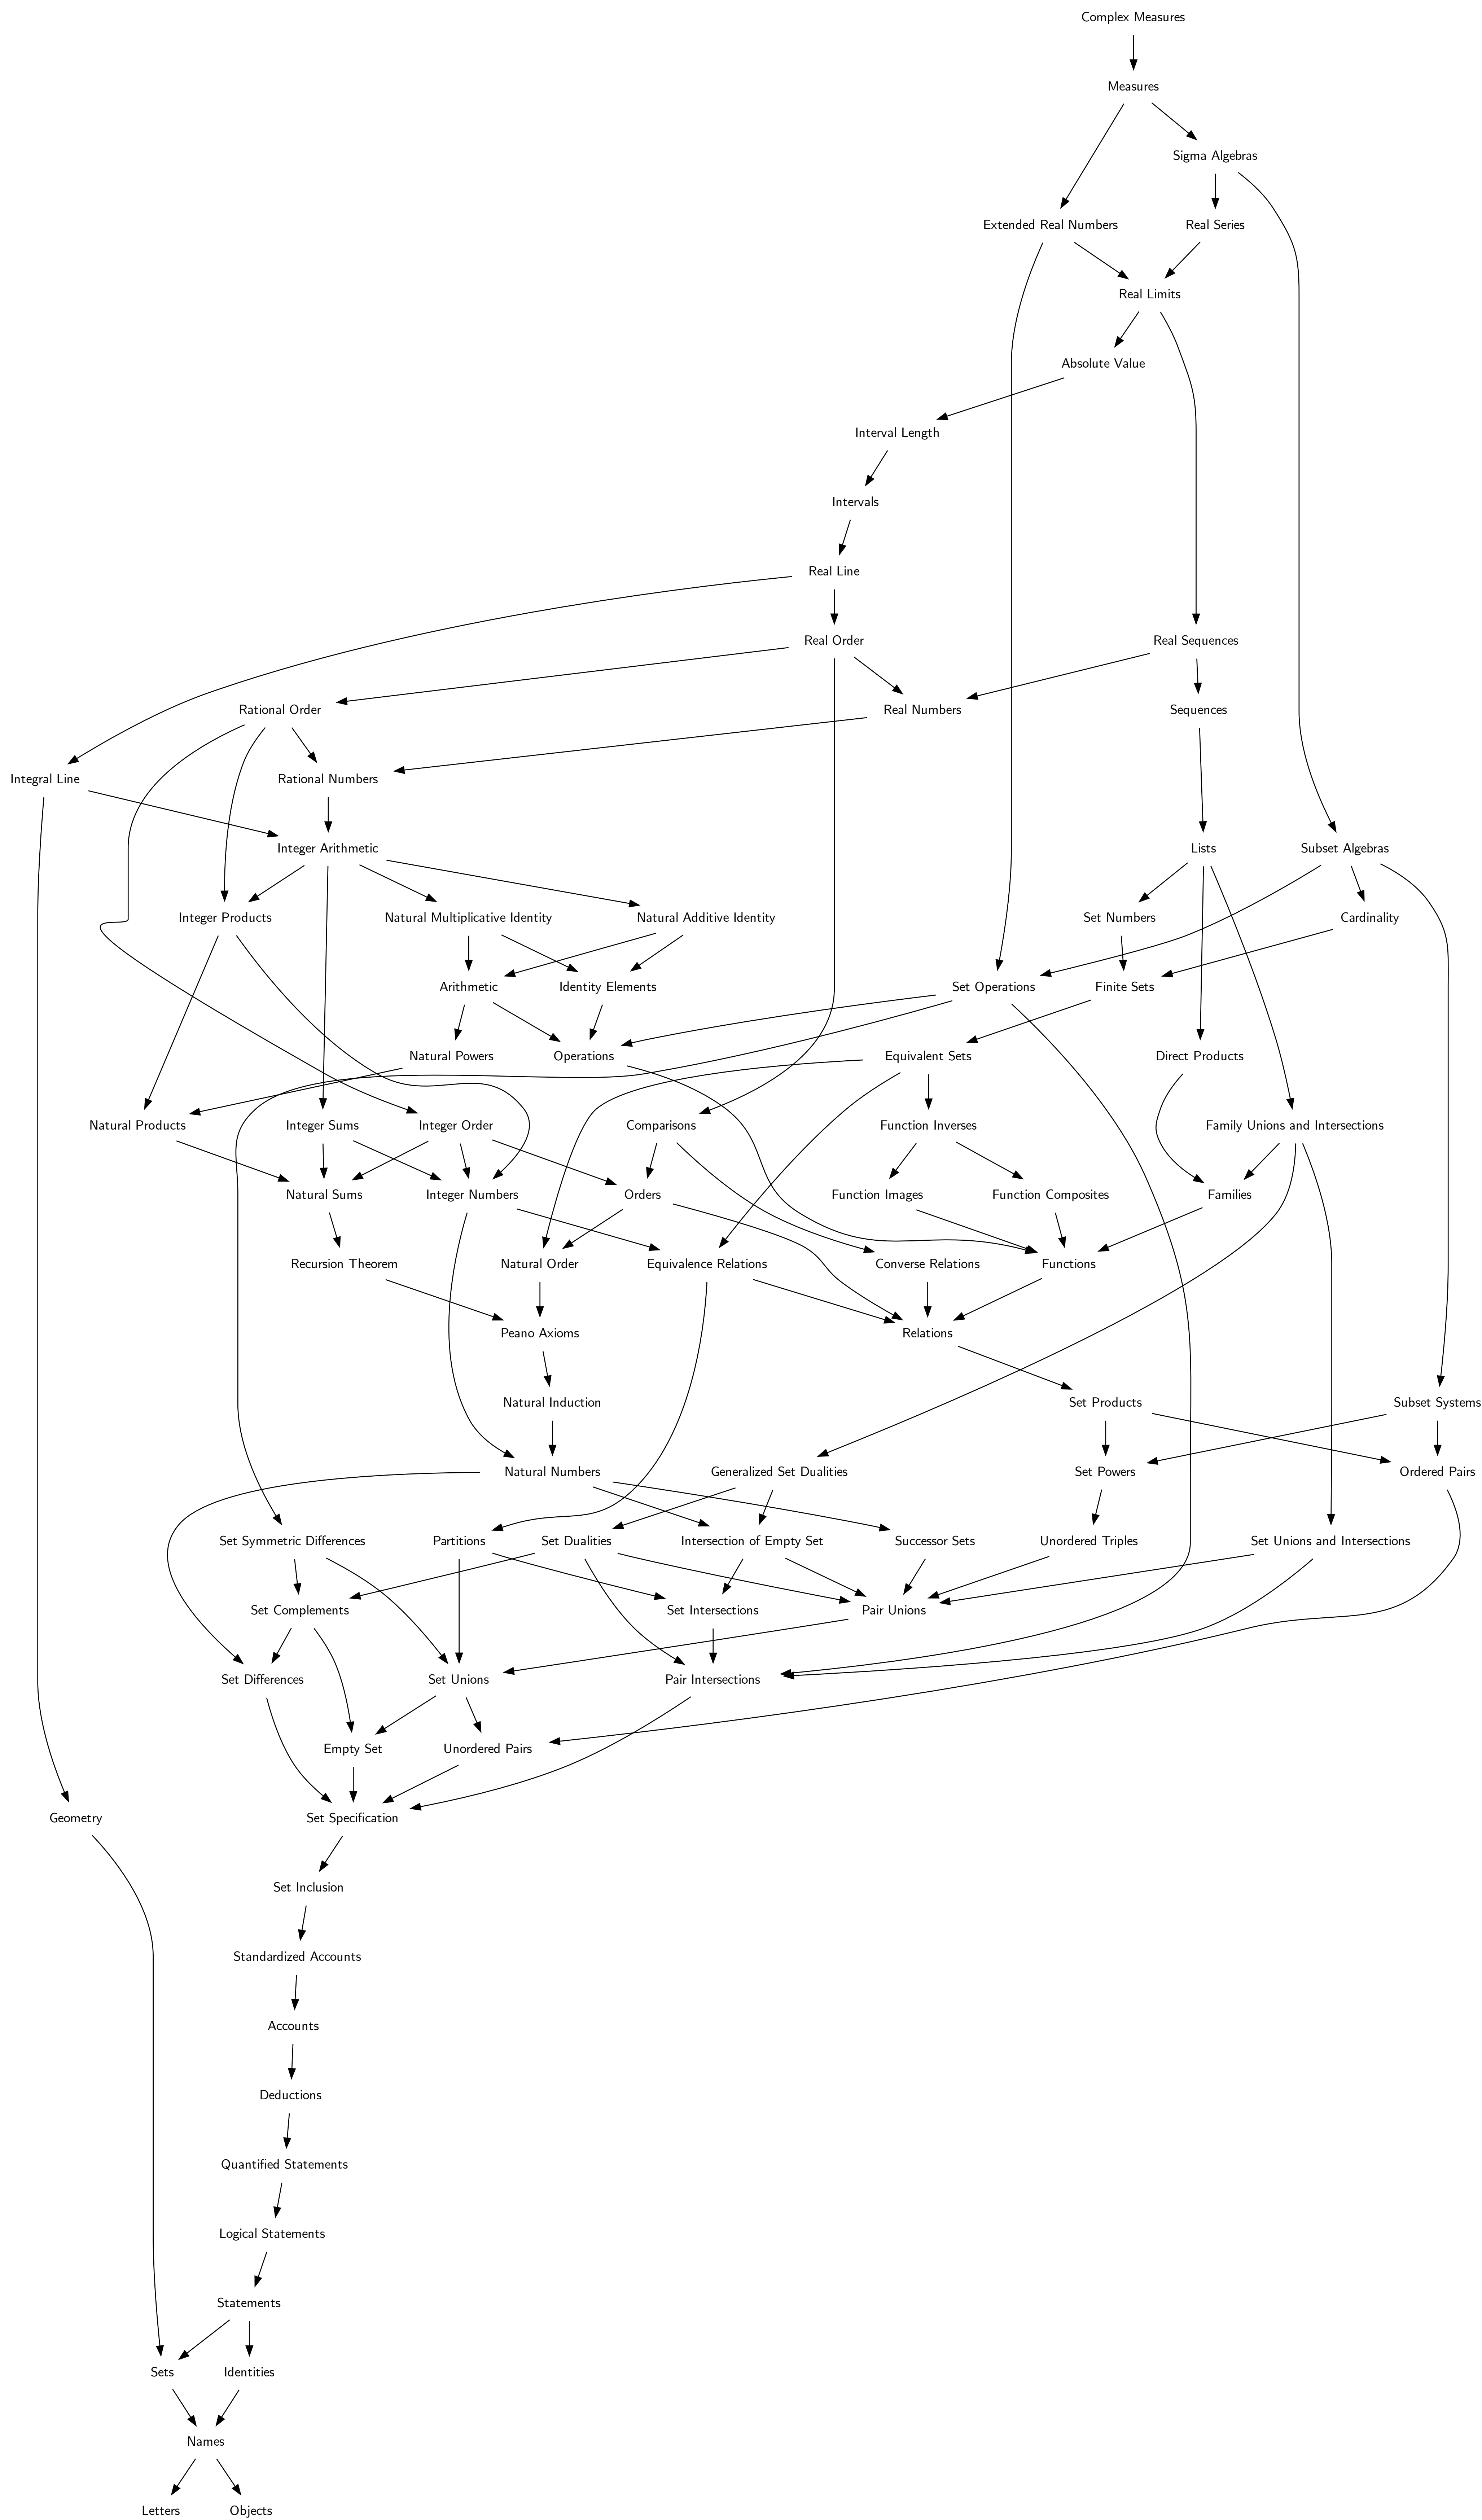 Complex Measures
Measures
Sigma Algebras
Extended Real Numbers
Real Series
Real Limits
Absolute Value
Interval Length
Intervals
Real Line
Real Order
Real Sequences
Rational Order
Real Numbers
Sequences
Integral Line
Rational Numbers
Integer Arithmetic
Lists
Subset Algebras
Integer Products
Natural Multiplicative Identity
Natural Additive Identity
Set Numbers
Cardinality
Arithmetic
Identity Elements
Set Operations
Finite Sets
Natural Powers
Operations
Equivalent Sets
Direct Products
Natural Products
Integer Sums
Integer Order
Comparisons
Function Inverses
Family Unions and Intersections
Natural Sums
Integer Numbers
Orders
Function Images
Function Composites
Families
Recursion Theorem
Natural Order
Equivalence Relations
Converse Relations
Functions
Peano Axioms
Relations
Natural Induction
Set Products
Subset Systems
Natural Numbers
Generalized Set Dualities
Set Powers
Ordered Pairs
Set Symmetric Differences
Partitions
Set Dualities
Intersection of Empty Set
Successor Sets
Unordered Triples
Set Unions and Intersections
Set Complements
Set Intersections
Pair Unions
Set Differences
Set Unions
Pair Intersections
Empty Set
Unordered Pairs
Geometry
Set Specification
Set Inclusion
Standardized Accounts
Accounts
Deductions
Quantified Statements
Logical Statements
Statements
Sets
Identities
Names
Letters
Objects